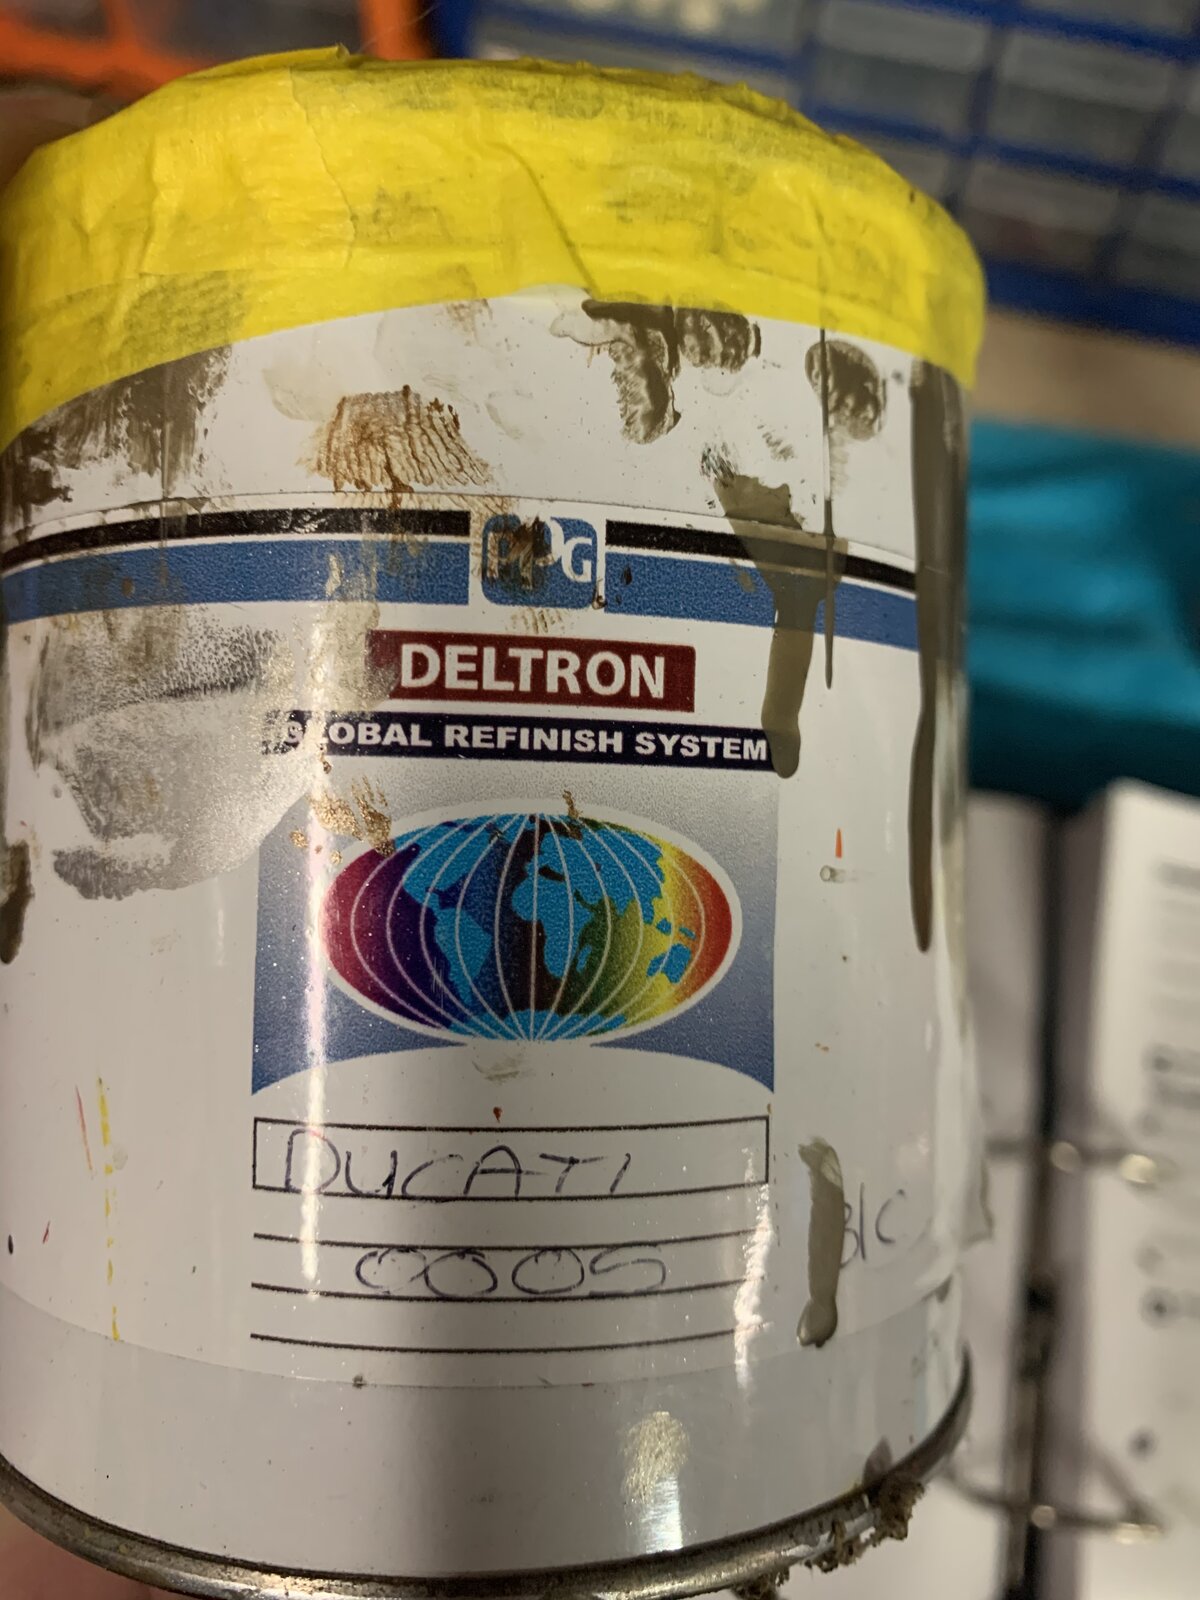 PPG
DELTRON
GLOBAL REFINISH SYSTEM
DUCATI
B/C
0005